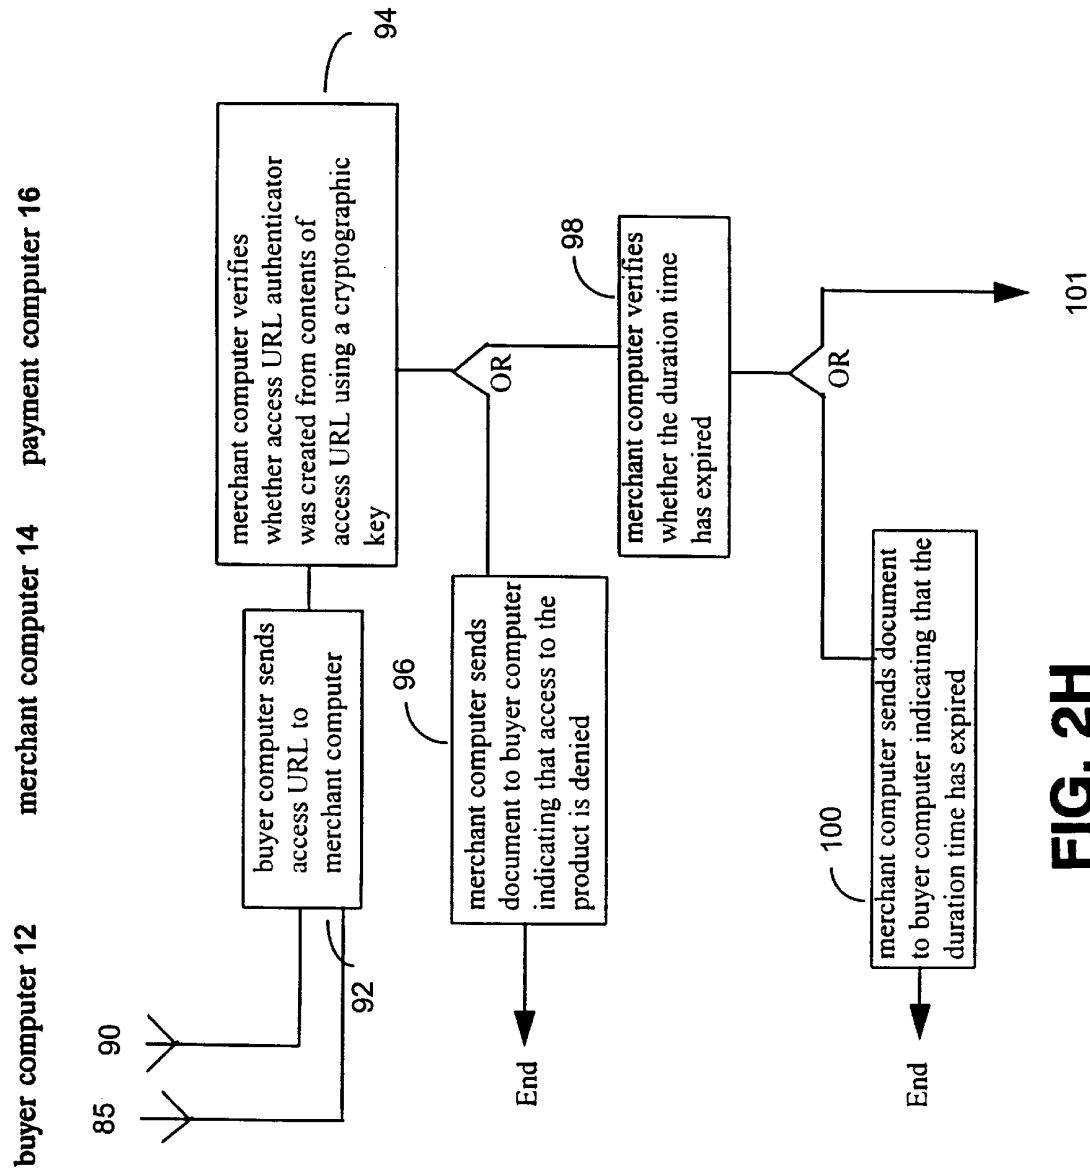 buyer computer 12
merchant computer 14
payment computer 16
85
90
92
buyer computer sends
access URL to
merchant computer
94
merchant computer verifies
whether access URL authenticator
was created from contents of
access URL using a cryptographic
key
OR
96
merchant computer sends
document to buyer computer
indicating that access to the
product is denied
End
98
merchant computer verifies
whether the duration time
has expired
OR
100
merchant computer sends document
to buyer computer indicating that the
duration time has expired
End
101
FIG. 2H